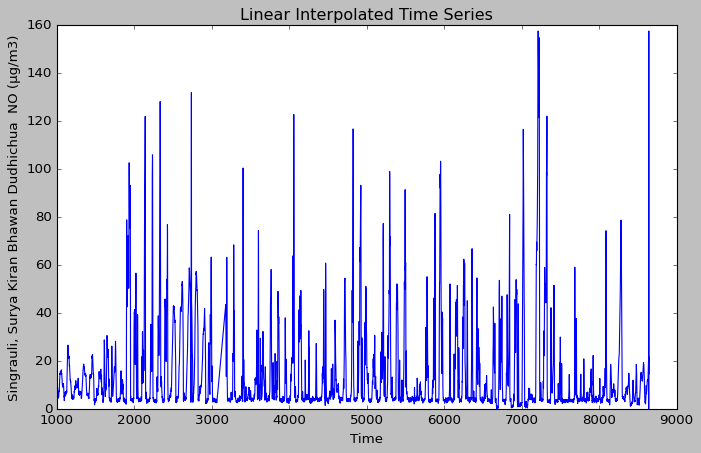 Linear Interpolated Time Series
Singrauli, Surya Kiran Bhawan Dudhichua  NO (µg/m3)
160
140
120
100
80
60
40
20
0
1000 2000 3000 4000 5000 6000 7000 8000 9000
Time